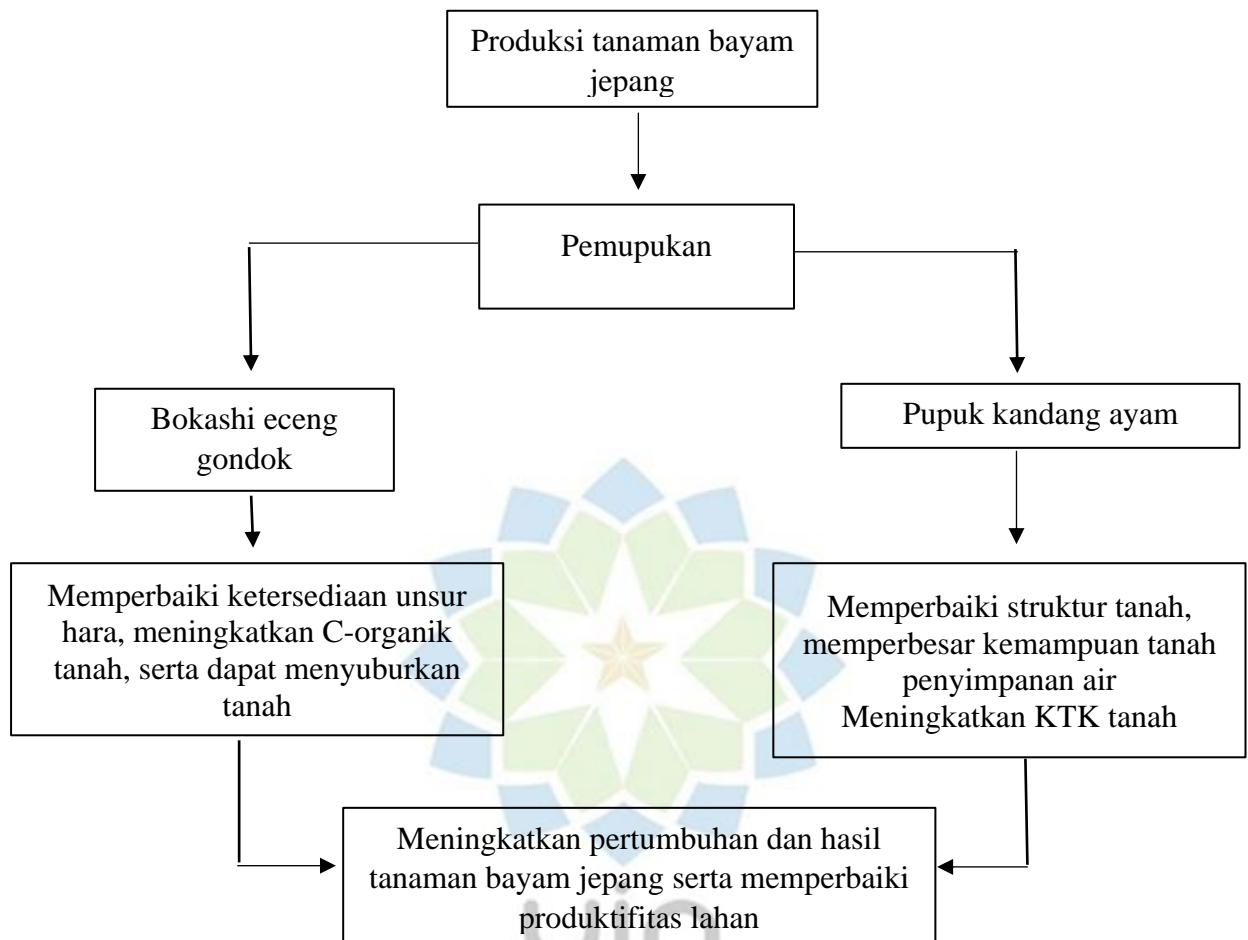 Produksi tanaman bayam
jepang
Pemupukan
Bokashi eceng
gondok
Pupuk kandang ayam
Memperbaiki ketersediaan unsur
hara, meningkatkan C-organik
tanah, serta dapat menyuburkan
tanah
Memperbaiki struktur tanah,
memperbesar kemampuan tanah
penyimpanan air
Meningkatkan KTK tanah
Meningkatkan pertumbuhan dan hasil
tanaman bayam jepang serta memperbaiki
produktifitas lahan